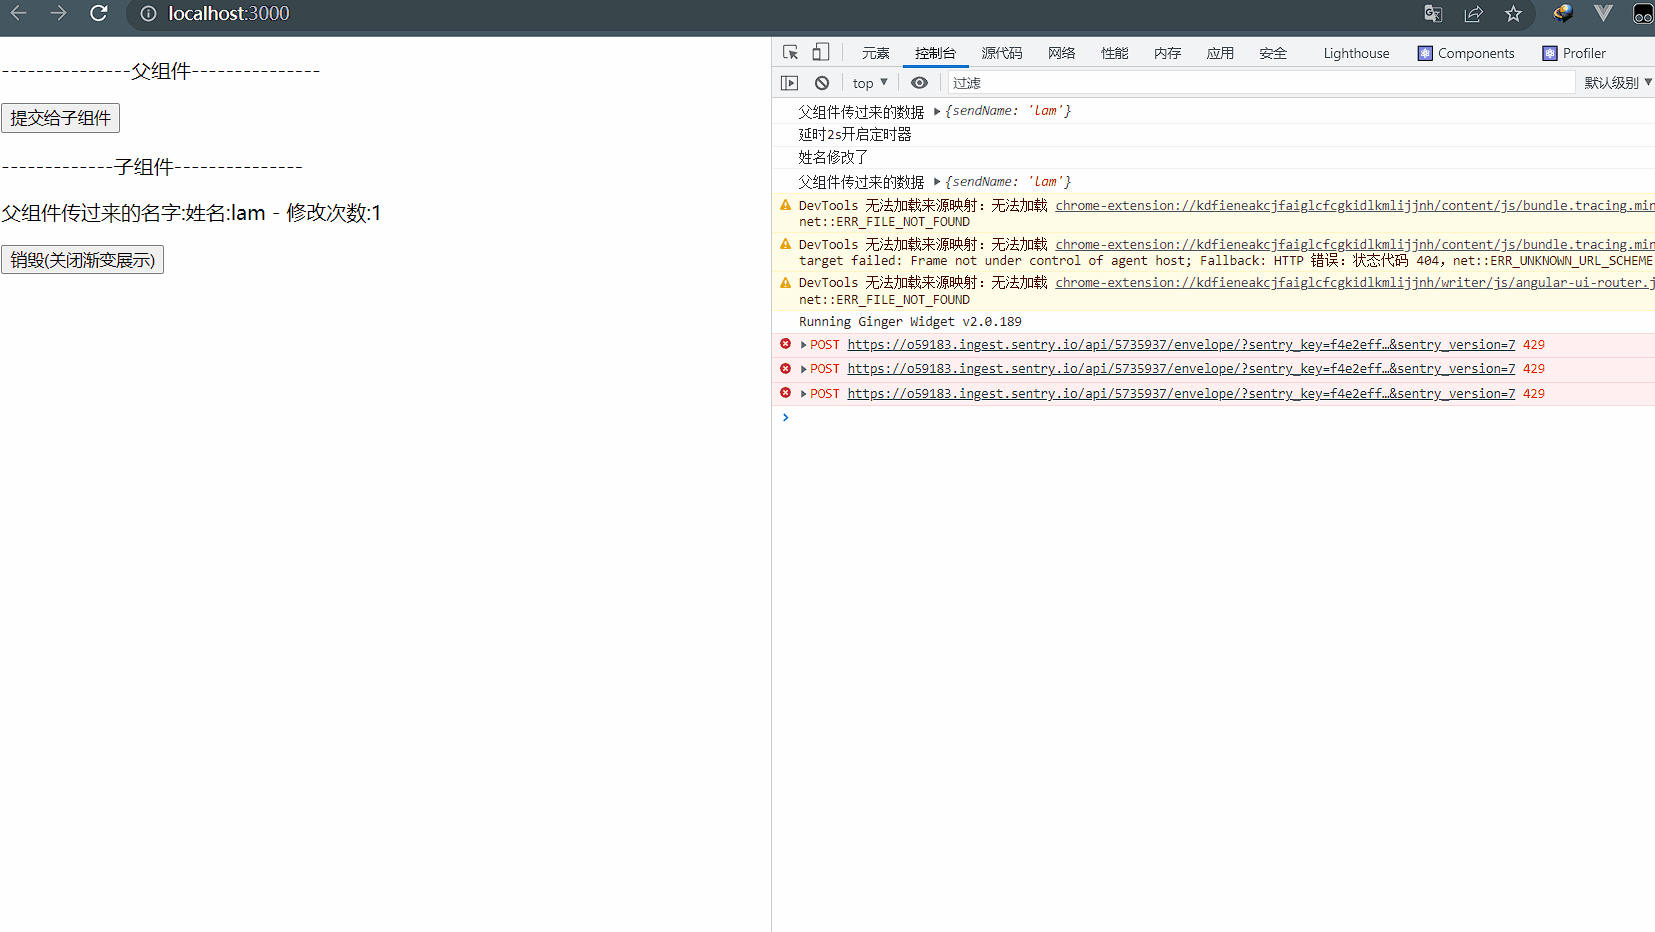 localhost:3000
---------------父组件---------------
提交给子组件
-------------子组件---------------
父组件传过来的名字:姓名:lam - 修改次数:1
销毁(关闭渐变展示)
元素 控制台 源代码 网络 性能 内存 应用 安全 Lighthouse Components Profiler
top 过滤 默认级别
父组件传过来的数据 {sendName: 'lam'}
延时2s开启定时器
姓名修改了
父组件传过来的数据 {sendName: 'lam'}
DevTools 无法加载来源映射: 无法加载 chrome-extension://kdfieneakcjfaiglcfcgkidlkmlijjnh/content/js/bundle.tracing.min
net::ERR_FILE_NOT_FOUND
DevTools 无法加载来源映射: 无法加载 chrome-extension://kdfieneakcjfaiglcfcgkidlkmlijjnh/content/js/bundle.tracing.min
target failed: Frame not under control of agent host; Fallback: HTTP 错误: 状态代码 404, net::ERR_UNKNOWN_URL_SCHEME
DevTools 无法加载来源映射: 无法加载 chrome-extension://kdfieneakcjfaiglcfcgkidlkmlijjnh/writer/js/angular-ui-router.j
net::ERR_FILE_NOT_FOUND
Running Ginger Widget v2.0.189
POST https://o59183.ingest.sentry.io/api/5735937/envelope/?sentry_key=f4e2eff…&sentry_version=7 429
POST https://o59183.ingest.sentry.io/api/5735937/envelope/?sentry_key=f4e2eff…&sentry_version=7 429
POST https://o59183.ingest.sentry.io/api/5735937/envelope/?sentry_key=f4e2eff…&sentry_version=7 429